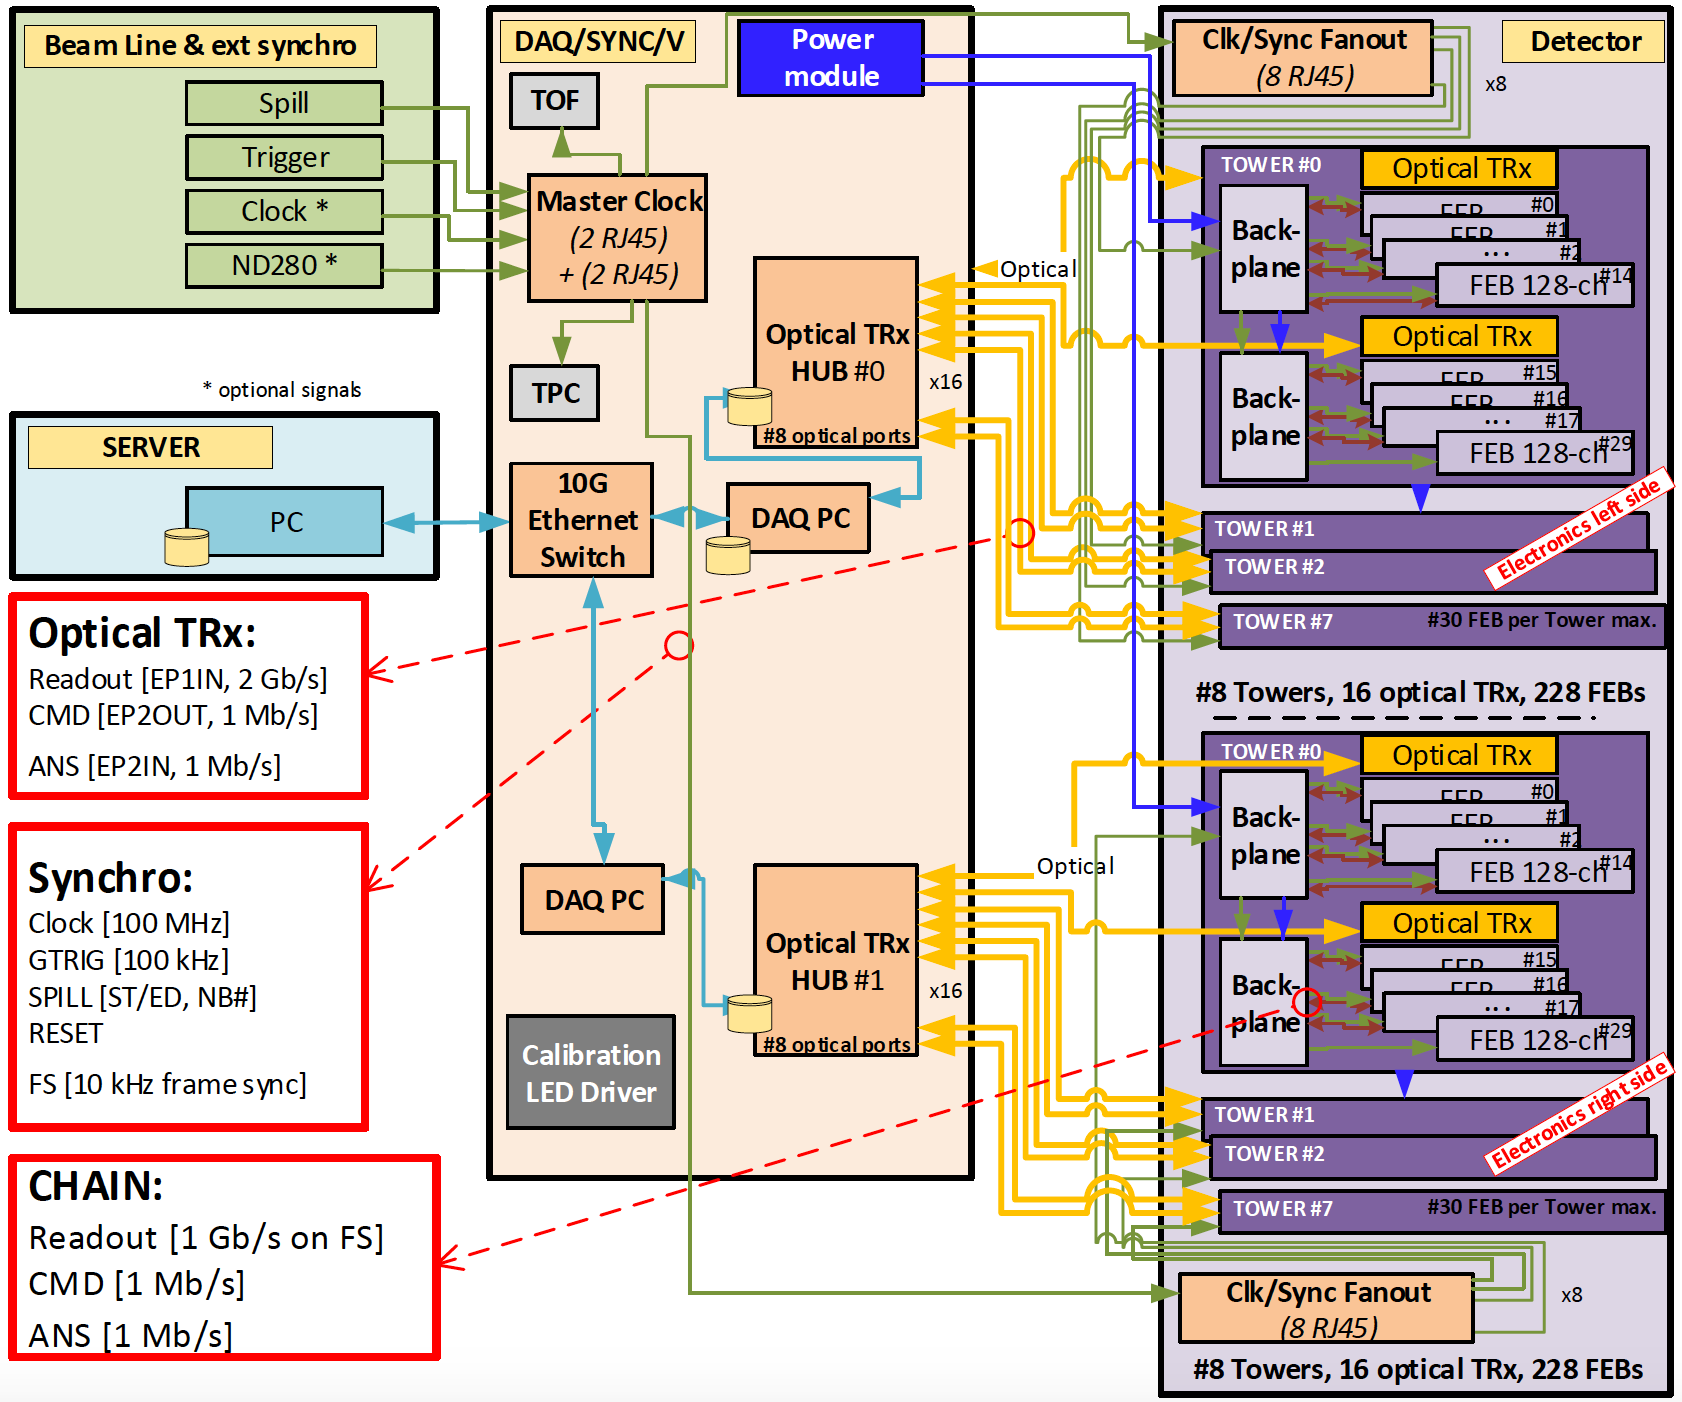 Beam Line & ext synchro
Spill
Trigger
Clock *
ND280 *
* optional signals
SERVER
PC
Optical TRx:
Readout [EP1IN, 2 Gb/s]
CMD [EP2OUT, 1 Mb/s]
ANS [EP2IN, 1 Mb/s]
Synchro:
Clock [100 MHz]
GTRIG [100 kHz]
SPILL [ST/ED, NB#]
RESET
FS [10 kHz frame sync]
CHAIN:
Readout [1 Gb/s on FS]
CMD [1 Mb/s]
ANS [1 Mb/s]
DAQ/SYNC/V
Power
module
TOF
Master Clock
(2 RJ45)
+ (2 RJ45)
TPC
Optical TRx
HUB #0
#8 optical ports
x16
Optical
10G
Ethernet
Switch
DAQ PC
DAQ PC
Optical TRx
HUB #1
#8 optical ports
x16
Optical
Calibration
LED Driver
Detector
Clk/Sync Fanout
(8 RJ45)
x8
TOWER #0
Optical TRx
Back-
plane
FEB
#0
FEB
#1
...
#2
FEB 128-ch
#14
Optical TRx
Back-
plane
FEB
#15
FEB
#16
...
#17
FEB 128-ch
#29
Electronics left side
TOWER #1
TOWER #2
TOWER #7
#30 FEB per Tower max.
#8 Towers, 16 optical TRx, 228 FEBs
TOWER #0
Optical TRx
Back-
plane
FEB
#0
FEB
#1
...
#2
FEB 128-ch
#14
Optical TRx
Back-
plane
FEB
#15
FEB
#16
...
#17
FEB 128-ch
#29
Electronics right side
TOWER #1
TOWER #2
TOWER #7
#30 FEB per Tower max.
Clk/Sync Fanout
(8 RJ45)
x8
#8 Towers, 16 optical TRx, 228 FEBs